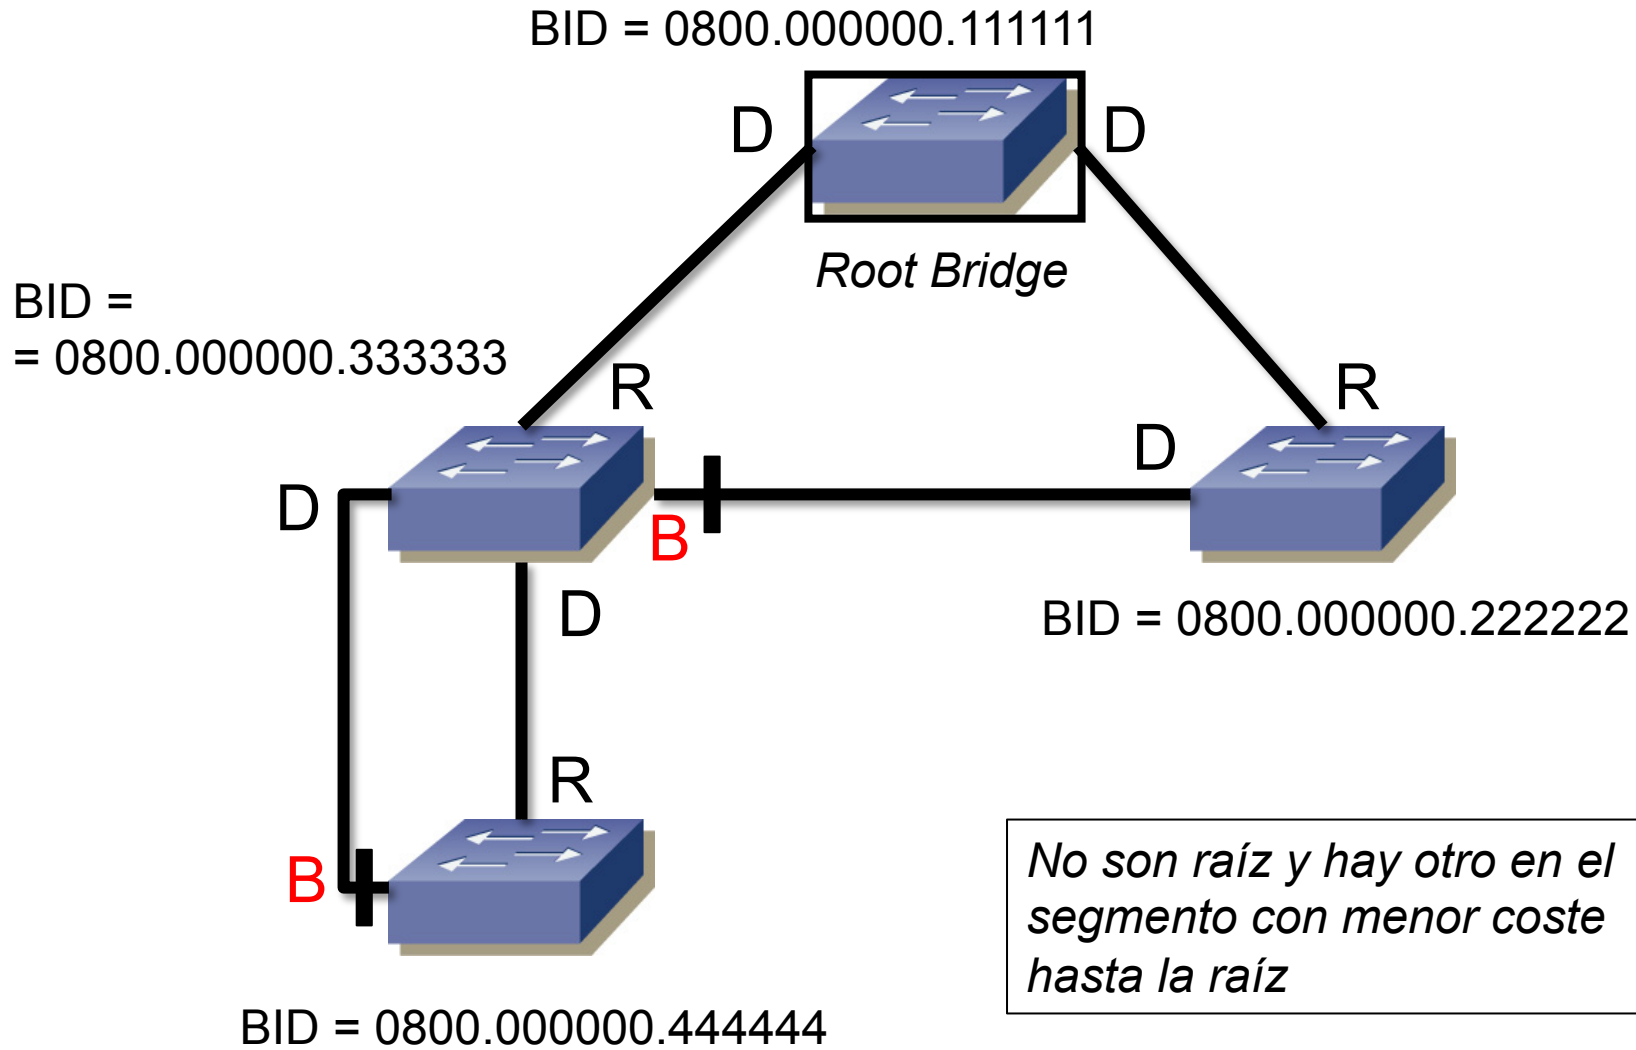 BID = 0800.000000.111111
D
D
Root Bridge
BID =
= 0800.000000.333333
R
R
D
D
B
D
BID = 0800.000000.222222
R
B
No son raíz y hay otro en el
segmento con menor coste
hasta la raíz
BID = 0800.000000.444444